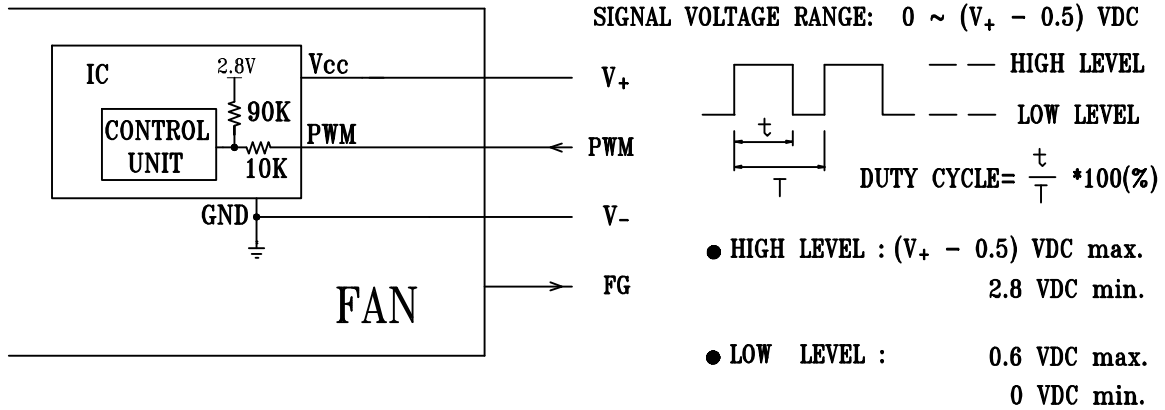 SIGNAL VOLTAGE RANGE: 0 ~ (V+ - 0.5) VDC
IC
2.8V
Vcc
V+
90K
CONTROL
UNIT
10K
PWM
PWM
GND
V-
FG
FAN
HIGH LEVEL
LOW LEVEL
t
T
DUTY CYCLE= t/T *100(%)
● HIGH LEVEL : (V+ - 0.5) VDC max.
2.8 VDC min.
● LOW LEVEL : 0.6 VDC max.
0 VDC min.